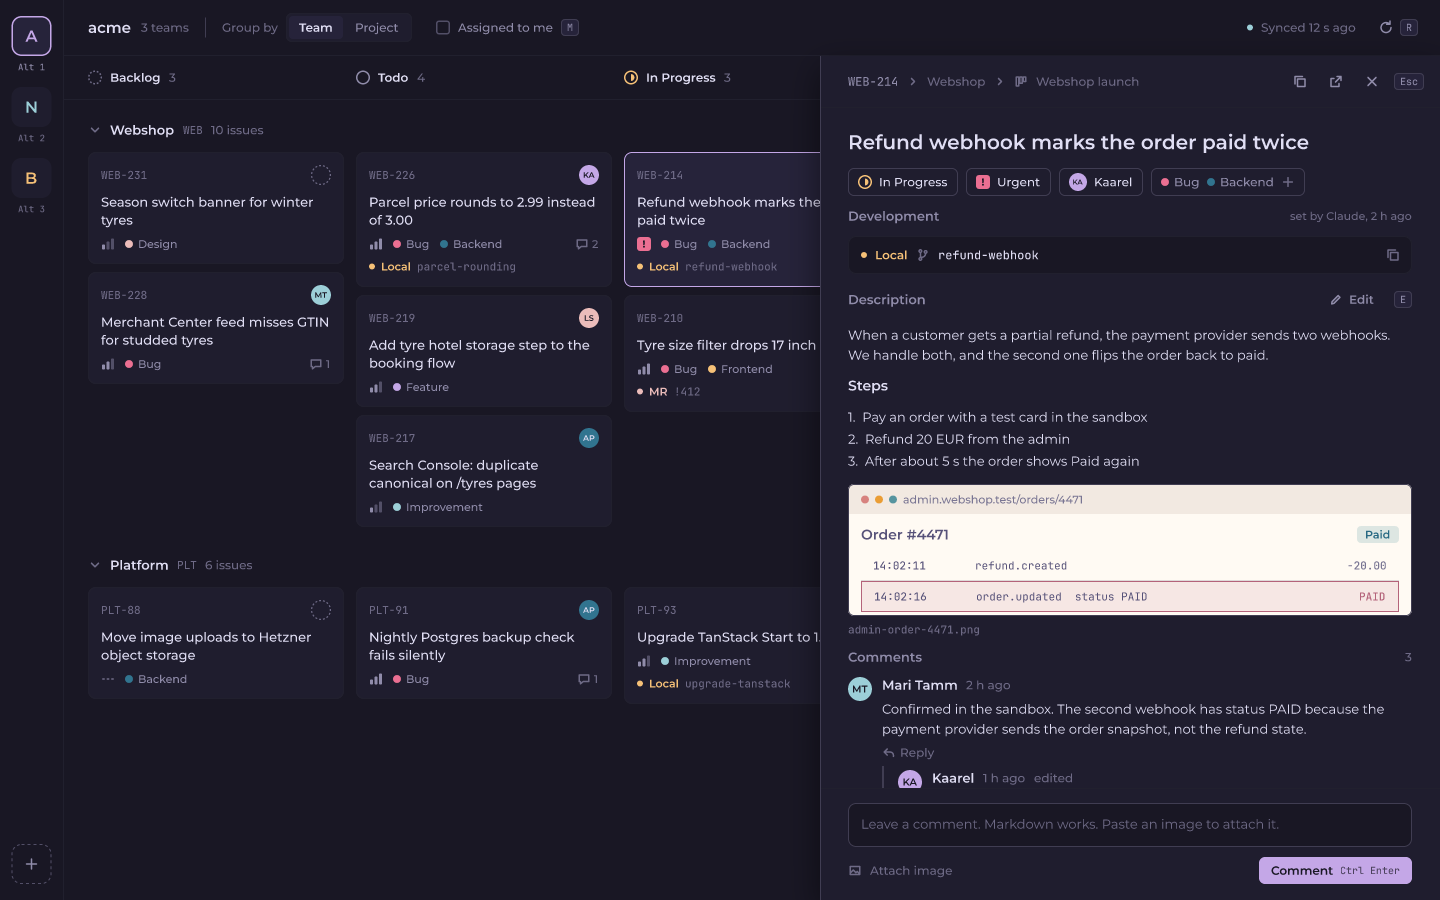 A
Alt 1
N
Alt 2
B
Alt 3
acme 3 teams Group by Team Project Assigned to me M
Synced 12 s ago R
Backlog 3
Todo 4
In Progress 3
Webshop WEB 10 issues
WEB-231
Season switch banner for winter
tyres
Design
WEB-228
MT
Merchant Center feed misses GTIN
for studded tyres
Bug 1
WEB-226
KA
Parcel price rounds to 2.99 instead
of 3.00
Bug Backend 2
Local parcel-rounding
WEB-219
LS
Add tyre hotel storage step to the
booking flow
Feature
WEB-217
AP
Search Console: duplicate
canonical on /tyres pages
Improvement
WEB-214
Refund webhook marks the
paid twice
Bug Backend
Local refund-webhook
WEB-210
Tyre size filter drops 17 inch
Bug Frontend
MR !412
Platform PLT 6 issues
PLT-88
Move image uploads to Hetzner
object storage
Backend
PLT-91
AP
Nightly Postgres backup check
fails silently
Bug 1
PLT-93
Upgrade TanStack Start to 1.
Improvement
Local upgrade-tanstack
WEB-214 Webshop Webshop launch
Esc
Refund webhook marks the order paid twice
In Progress ! Urgent KA Kaarel Bug Backend
Development set by Claude, 2 h ago
Local refund-webhook
Description Edit E
When a customer gets a partial refund, the payment provider sends two webhooks.
We handle both, and the second one flips the order back to paid.
Steps
1. Pay an order with a test card in the sandbox
2. Refund 20 EUR from the admin
3. After about 5 s the order shows Paid again
admin.webshop.test/orders/4471
Order #4471 Paid
14:02:11 refund.created -20.00
14:02:16 order.updated status PAID PAID
admin-order-4471.png
Comments 3
MT Mari Tamm 2 h ago
Confirmed in the sandbox. The second webhook has status PAID because the
payment provider sends the order snapshot, not the refund state.
Reply
KA Kaarel 1 h ago edited
Leave a comment. Markdown works. Paste an image to attach it.
Attach image Comment Ctrl Enter